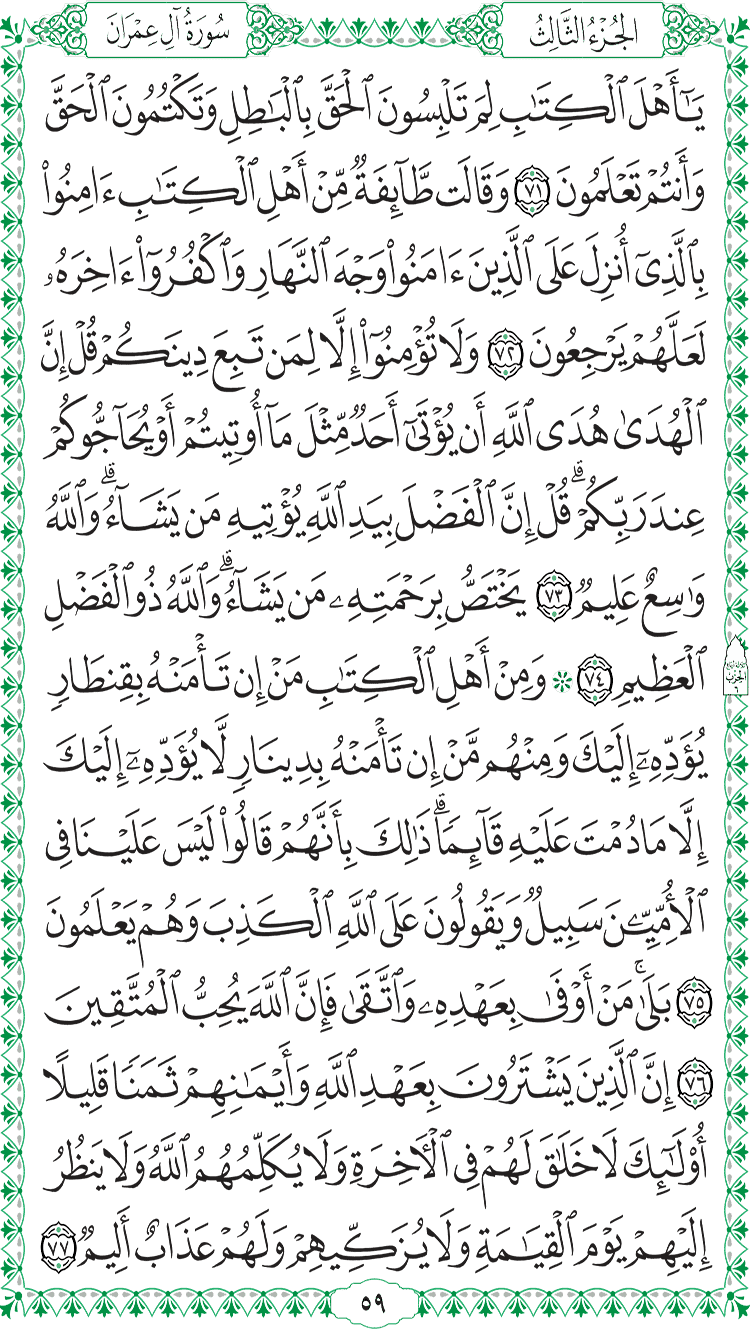 الجُزْءُ الثَّالِثُ
سُورَةُ آلِ عِمْرَانَ
يَٰٓأَهْلَ ٱلْكِتَٰبِ لِمَ تَلْبِسُونَ ٱلْحَقَّ بِٱلْبَٰطِلِ وَتَكْتُمُونَ ٱلْحَقَّ
وَأَنتُمْ تَعْلَمُونَ ٧١ وَقَالَت طَّآئِفَةٌ مِّنْ أَهْلِ ٱلْكِتَٰبِ ءَامِنُوا۟
بِٱلَّذِىٓ أُنزِلَ عَلَى ٱلَّذِينَ ءَامَنُوا۟ وَجْهَ ٱلنَّهَارِ وَٱكْفُرُوٓا۟ ءَاخِرَهُۥ
لَعَلَّهُمْ يَرْجِعُونَ ٧٢ وَلَا تُؤْمِنُوٓا۟ إِلَّا لِمَن تَبِعَ دِينَكُمْ قُلْ إِنَّ
ٱلْهُدَىٰ هُدَى ٱللَّهِ أَن يُؤْتَىٰٓ أَحَدٌ مِّثْلَ مَآ أُوتِيتُمْ أَوْ يُحَآجُّوكُمْ
عِندَ رَبِّكُمْ ۗ قُلْ إِنَّ ٱلْفَضْلَ بِيَدِ ٱللَّهِ يُؤْتِيهِ مَن يَشَآءُ ۗ وَٱللَّهُ
وَٰسِعٌ عَلِيمٌ ٧٣ يَخْتَصُّ بِرَحْمَتِهِۦ مَن يَشَآءُ ۗ وَٱللَّهُ ذُو ٱلْفَضْلِ
ٱلْعَظِيمِ ٧٤ وَمِنْ أَهْلِ ٱلْكِتَٰبِ مَنْ إِن تَأْمَنْهُ بِقِنطَارٍ
يُؤَدِّهِۦٓ إِلَيْكَ وَمِنْهُم مَّنْ إِن تَأْمَنْهُ بِدِينَارٍ لَّا يُؤَدِّهِۦٓ إِلَيْكَ
إِلَّا مَا دُمْتَ عَلَيْهِ قَآئِمًا ۗ ذَٰلِكَ بِأَنَّهُمْ قَالُوا۟ لَيْسَ عَلَيْنَا فِى
ٱلْأُمِّيِّۦنَ سَبِيلٌ وَيَقُولُونَ عَلَى ٱللَّهِ ٱلْكَذِبَ وَهُمْ يَعْلَمُونَ
٧٥ بَلَىٰ ۚ مَنْ أَوْفَىٰ بِعَهْدِهِۦ وَٱتَّقَىٰ فَإِنَّ ٱللَّهَ يُحِبُّ ٱلْمُتَّقِينَ
٧٦ إِنَّ ٱلَّذِينَ يَشْتَرُونَ بِعَهْدِ ٱللَّهِ وَأَيْمَٰنِهِمْ ثَمَنًا قَلِيلًا
أُو۟لَٰٓئِكَ لَا خَلَٰقَ لَهُمْ فِى ٱلْءَاخِرَةِ وَلَا يُكَلِّمُهُمُ ٱللَّهُ وَلَا يَنظُرُ
إِلَيْهِمْ يَوْمَ ٱلْقِيَٰمَةِ وَلَا يُزَكِّيهِمْ وَلَهُمْ عَذَابٌ أَلِيمٌ ٧٧
الحزب
٦
٥٩